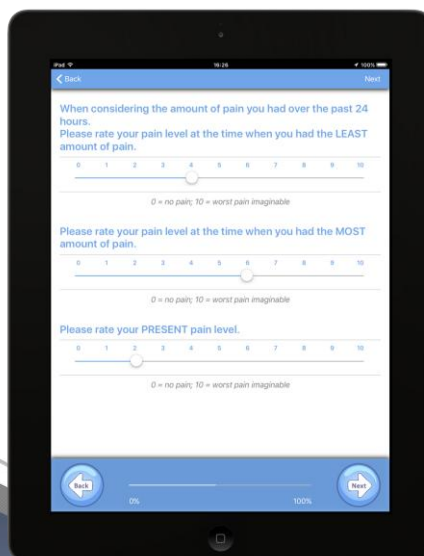 iPad 16:26 100%
Back Next
When considering the amount of pain you had over the past 24
hours.
Please rate your pain level at the time when you had the LEAST
amount of pain.
0 1 2 3 4 5 6 7 8 9 10
0 = no pain; 10 = worst pain imaginable
Please rate your pain level at the time when you had the MOST
amount of pain.
0 1 2 3 4 5 6 7 8 9 10
0 = no pain; 10 = worst pain imaginable
Please rate your PRESENT pain level.
0 1 2 3 4 5 6 7 8 9 10
0 = no pain; 10 = worst pain imaginable
Back Next
0% 100%